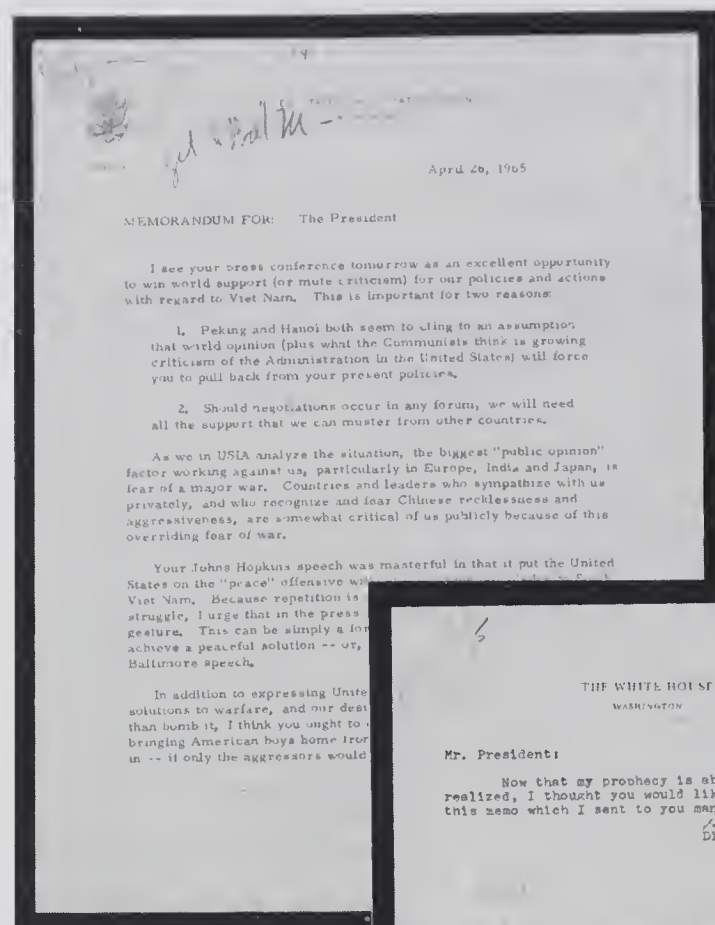 April 26, 1965
MEMORANDUM FOR: The President
I see your press conference tomorrow as an excellent opportunity
to win world support (or mute criticism) for our policies and actions
with regard to Viet Nam. This is important for two reasons:
1. Peking and Hanoi both seem to cling to an assumption
that world opinion (plus what the Communists think is growing
criticism of the Administration in the United States) will force
you to pull back from your present policies.
2. Should negotiations occur in any forum, we will need
all the support that we can muster from other countries.
As we in USIA analyze the situation, the biggest "public opinion"
factor working against us, particularly in Europe, India and Japan, is
fear of a major war. Countries and leaders who sympathize with us
privately, and who recognize and fear Chinese recklessness and
aggressiveness, are somewhat critical of us publicly because of this
overriding fear of war.
Your Johns Hopkins speech was masterful in that it put the United
States on the "peace" offensive
Viet Nam. Because repetition is
struggle, I urge that in the press
gesture. This can be simply a
achieve a peaceful solution -- or,
Baltimore speech.
In addition to expressing
solutions to warfare, and our
than bomb it, I think you ought to
bringing American boys home
in -- if only the aggressors would
THE WHITE HOUSE
WASHINGTON
Mr. President:
Now that my prophecy is
realized, I thought you would
this memo which I sent to you